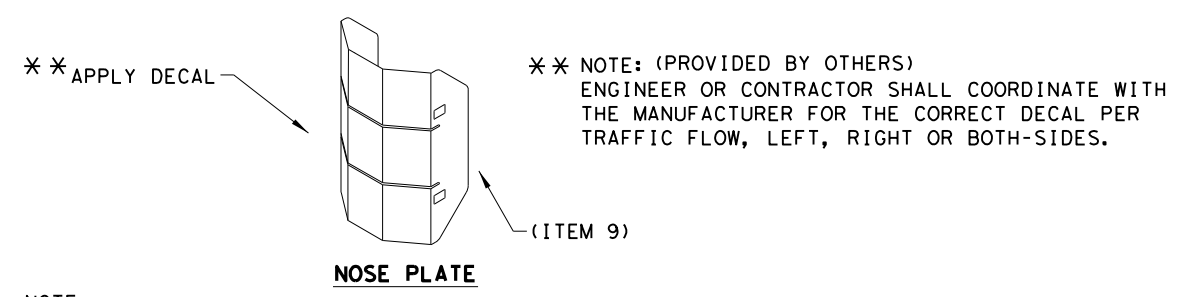 ** APPLY DECAL
** NOTE: (PROVIDED BY OTHERS)
ENGINEER OR CONTRACTOR SHALL COORDINATE WITH
THE MANUFACTURER FOR THE CORRECT DECAL PER
TRAFFIC FLOW, LEFT, RIGHT OR BOTH-SIDES.
(ITEM 9)
NOSE PLATE